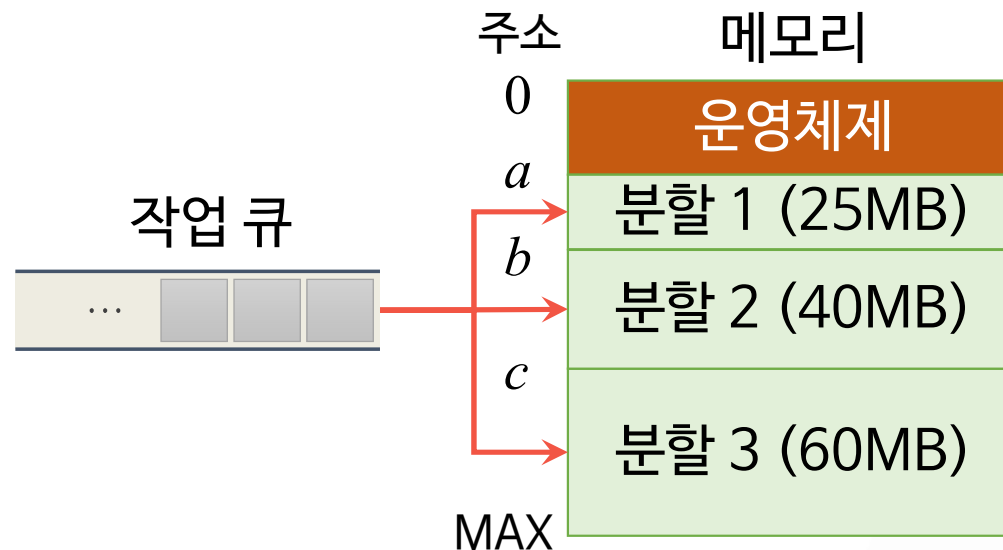 주소
메모리
0
운영체제
a
분할 1 (25MB)
작업 큐
b
분할 2 (40MB)
...
c
분할 3 (60MB)
MAX